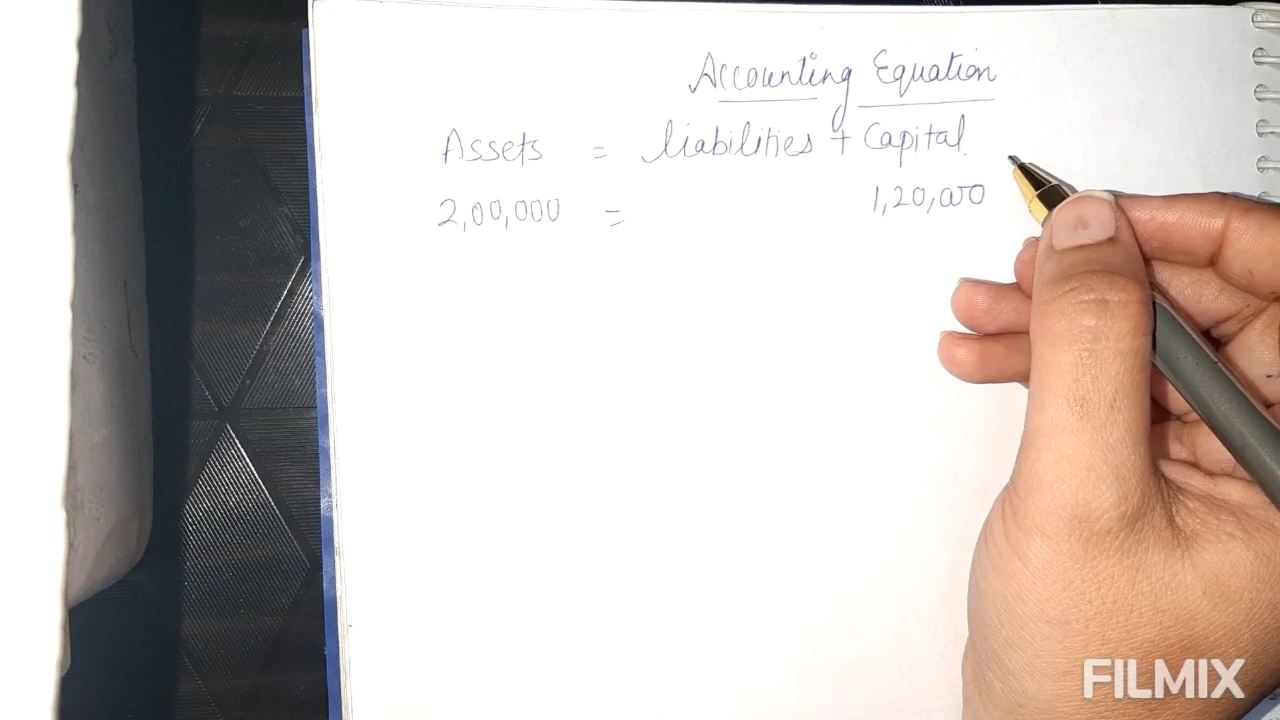 Accounting Equation
Assets = Liabilities + Capital
2,00,000 = 1,20,000
FILMIX